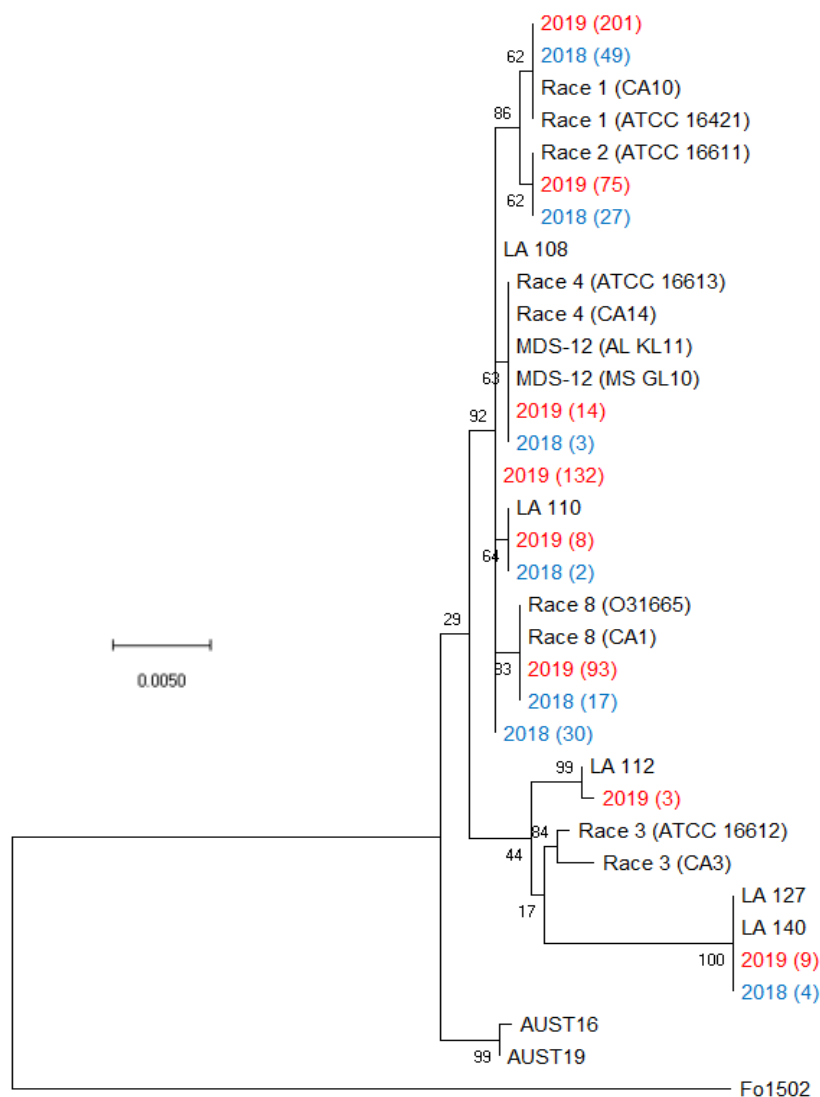 2019 (201)
62
2018 (49)
Race 1 (CA10)
86
Race 1 (ATCC 16421)
Race 2 (ATCC 16611)
2019 (75)
62
2018 (27)
LA 108
Race 4 (ATCC 16613)
Race 4 (CA14)
MDS-12 (AL KL11)
63
MDS-12 (MS GL10)
2019 (14)
92
2018 (3)
2019 (132)
LA 110
2019 (8)
64
2018 (2)
Race 8 (O31665)
29
Race 8 (CA1)
2019 (93)
83
0.0050
2018 (17)
2018 (30)
99
LA 112
2019 (3)
84
Race 3 (ATCC 16612)
44
Race 3 (CA3)
LA 127
17
LA 140
2019 (9)
100
2018 (4)
AUST16
99
AUST19
Fo1502